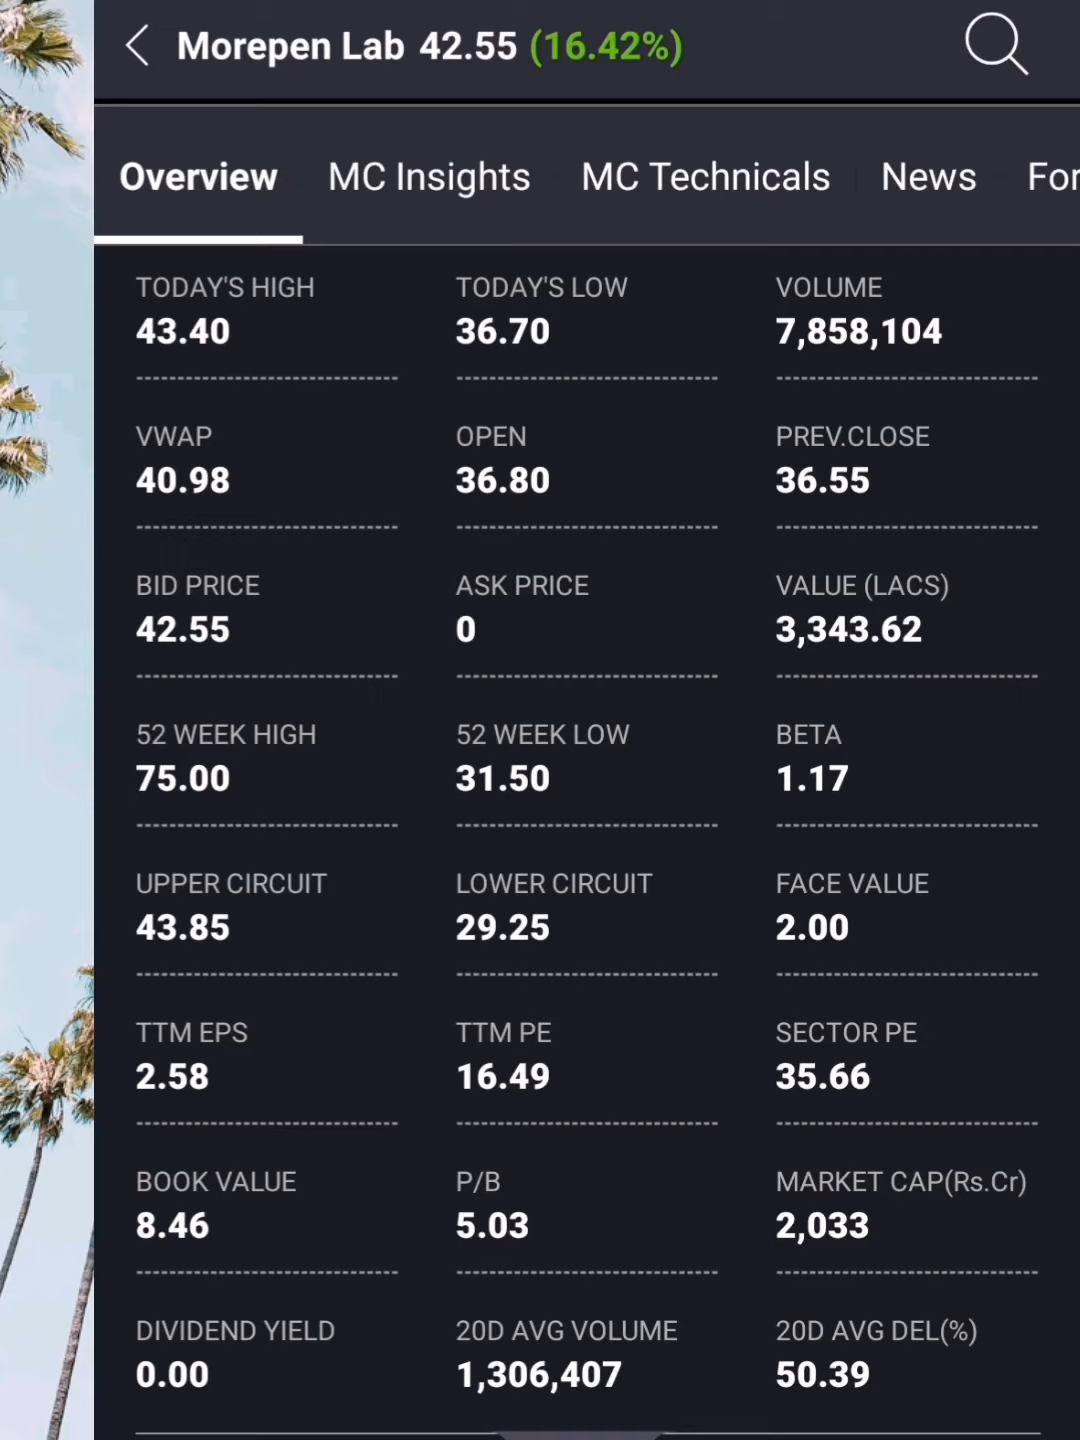 Morepen Lab 42.55 (16.42%)
Overview MC Insights MC Technicals News For
TODAY'S HIGH TODAY'S LOW VOLUME
43.40 36.70 7,858,104
VWAP OPEN PREV.CLOSE
40.98 36.80 36.55
BID PRICE ASK PRICE VALUE (LACS)
42.55 0 3,343.62
52 WEEK HIGH 52 WEEK LOW BETA
75.00 31.50 1.17
UPPER CIRCUIT LOWER CIRCUIT FACE VALUE
43.85 29.25 2.00
TTM EPS TTM PE SECTOR PE
2.58 16.49 35.66
BOOK VALUE P/B MARKET CAP(Rs.Cr)
8.46 5.03 2,033
DIVIDEND YIELD 20D AVG VOLUME 20D AVG DEL(%)
0.00 1,306,407 50.39